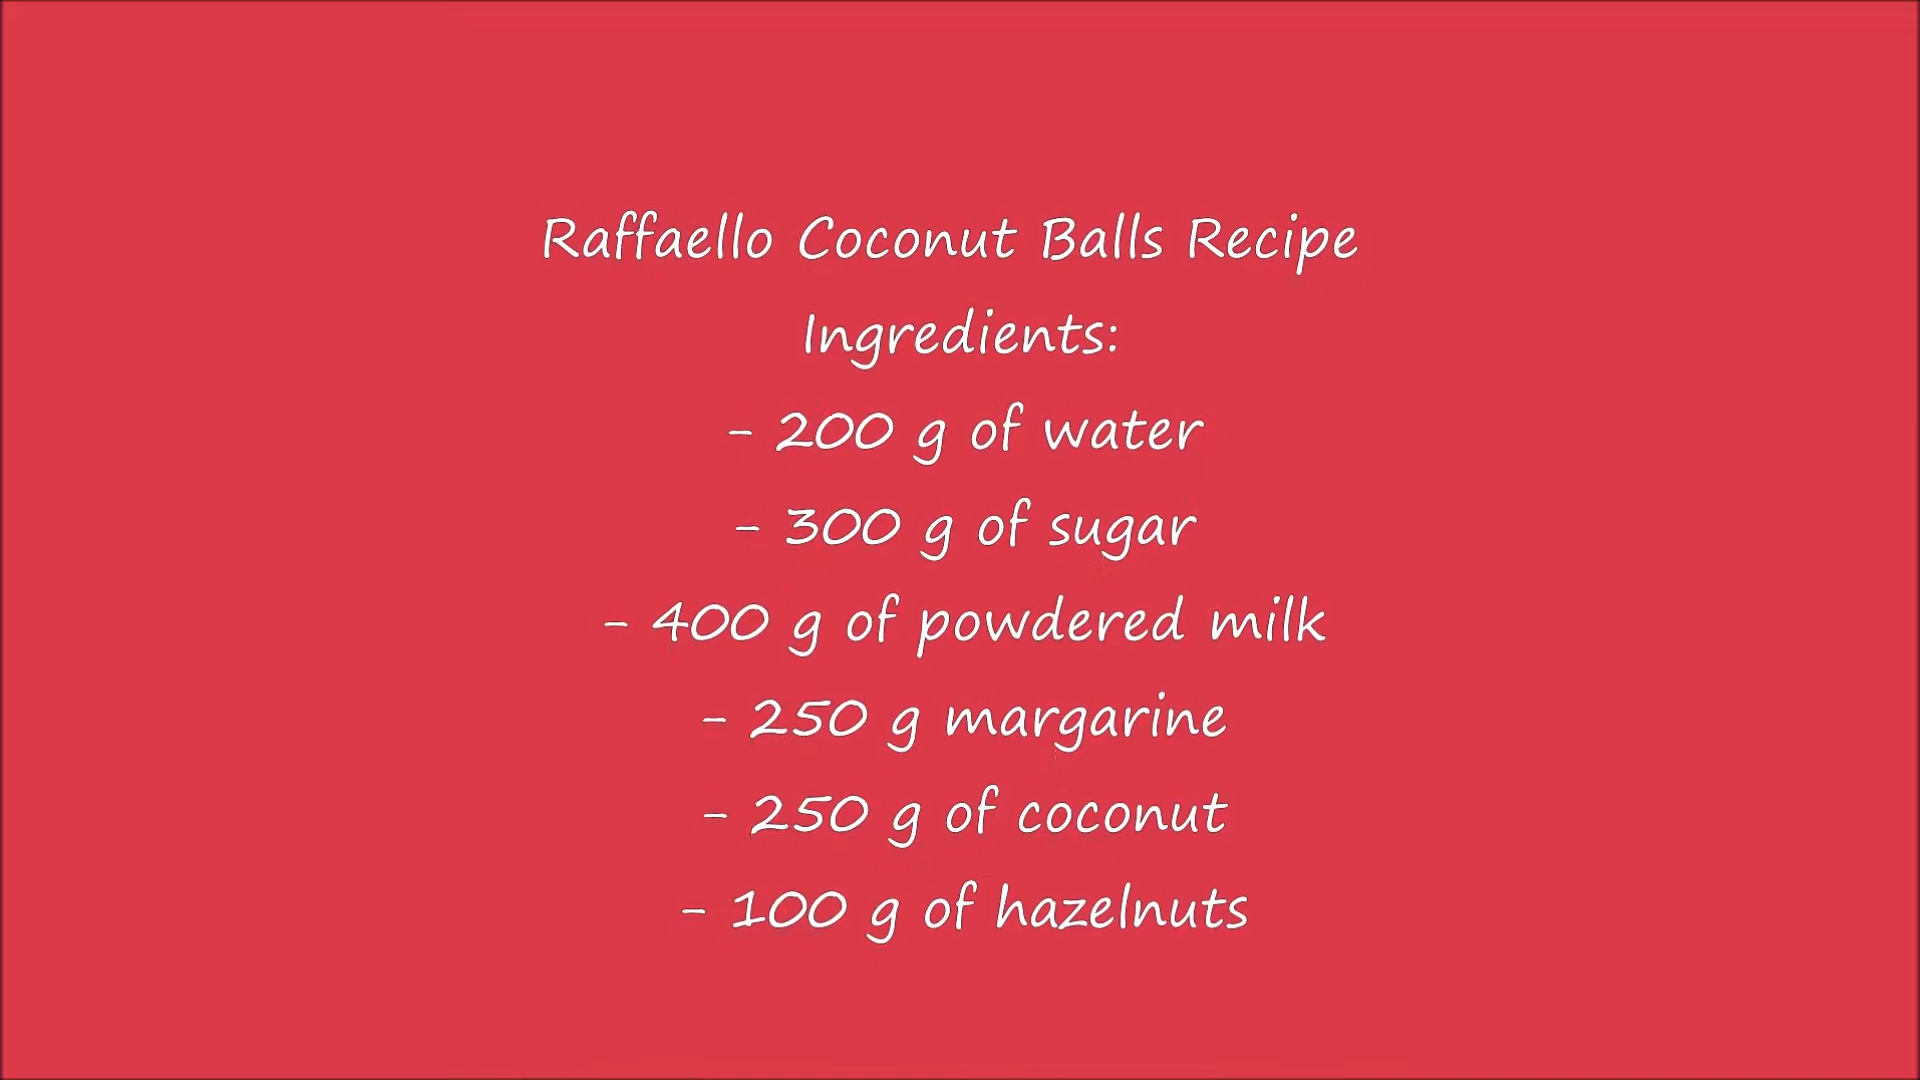 Raffaello Coconut Balls Recipe
Ingredients:
- 200 g of water
- 300 g of sugar
- 400 g of powdered milk
- 250 g margarine
- 250 g of coconut
- 100 g of hazelnuts